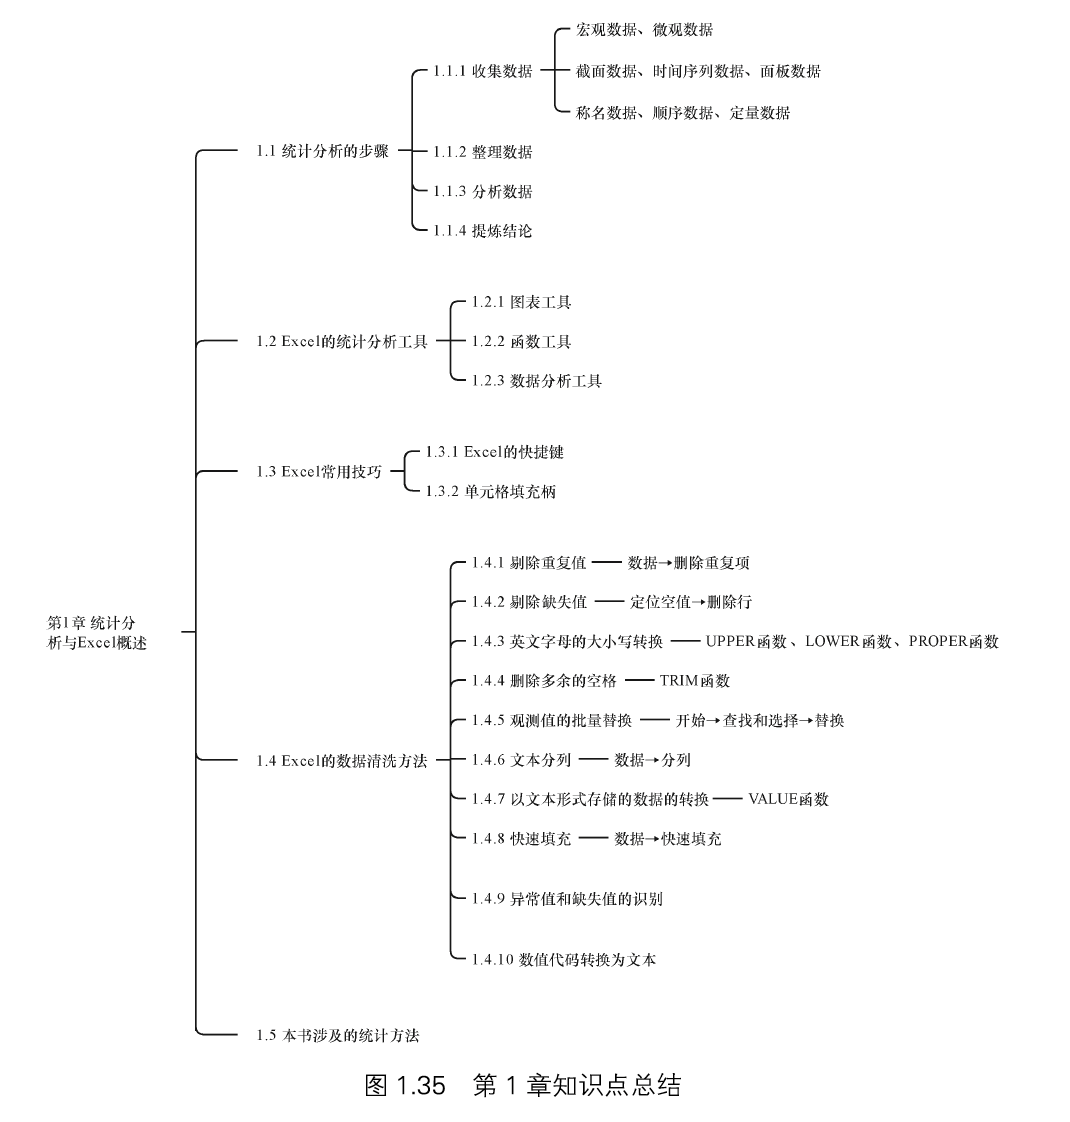 宏观数据、微观数据
1.1.1 收集数据
截面数据、时间序列数据、面板数据
称名数据、顺序数据、定量数据
1.1 统计分析的步骤
1.1.2 整理数据
1.1.3 分析数据
1.1.4 提炼结论
1.2.1 图表工具
1.2 Excel的统计分析工具
1.2.2 函数工具
1.2.3 数据分析工具
1.3.1 Excel的快捷键
1.3 Excel常用技巧
1.3.2 单元格填充柄
第1章 统计分
析与Excel概述
1.4.1 剔除重复值 数据→删除重复项
1.4.2 剔除缺失值 定位空值→删除行
1.4.3 英文字母的大小写转换 UPPER函数、LOWER函数、PROPER函数
1.4.4 删除多余的空格 TRIM函数
1.4.5 观测值的批量替换 开始→查找和选择→替换
1.4 Excel的数据清洗方法
1.4.6 文本分列 数据→分列
1.4.7 以文本形式存储的数据的转换 VALUE函数
1.4.8 快速填充 数据→快速填充
1.4.9 异常值和缺失值的识别
1.4.10 数值代码转换为文本
1.5 本书涉及的统计方法
图 1.35 第 1 章知识点总结